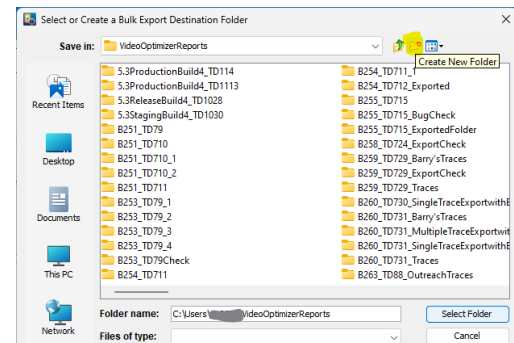 Select or Create a Bulk Export Destination Folder
Save in:
VideoOptimizerReports
Create New Folder
Recent Items
Desktop
Documents
This PC
Network
5.3ProductionBuild4_TD114
5.3ProductionBuild4_TD1113
5.3ReleaseBuild4_TD1028
5.3StagingBuild4_TD1030
B251_TD79
B251_TD710
B251_TD710_1
B251_TD710_2
B251_TD711
B253_TD79_1
B253_TD79_2
B253_TD79_3
B253_TD79_4
B253_TD79Check
B254_TD711
B254_TD711_1
B254_TD712_Exported
B255_TD715
B255_TD715_BugCheck
B255_TD715_ExportedFolder
B258_TD724_ExportCheck
B259_TD729_Barry'sTraces
B259_TD729_ExportCheck
B259_TD729_Traces
B260_TD730_SingleTraceExportwithE
B260_TD731_Barry'sTraces
B260_TD731_MultipleTraceExportwit
B260_TD731_SingleTraceExportwithE
B260_TD731_Traces
B263_TD88_OutreachTraces
Folder name:
C:\Users\
VideoOptimizerReports
Select Folder
Files of type:
Cancel